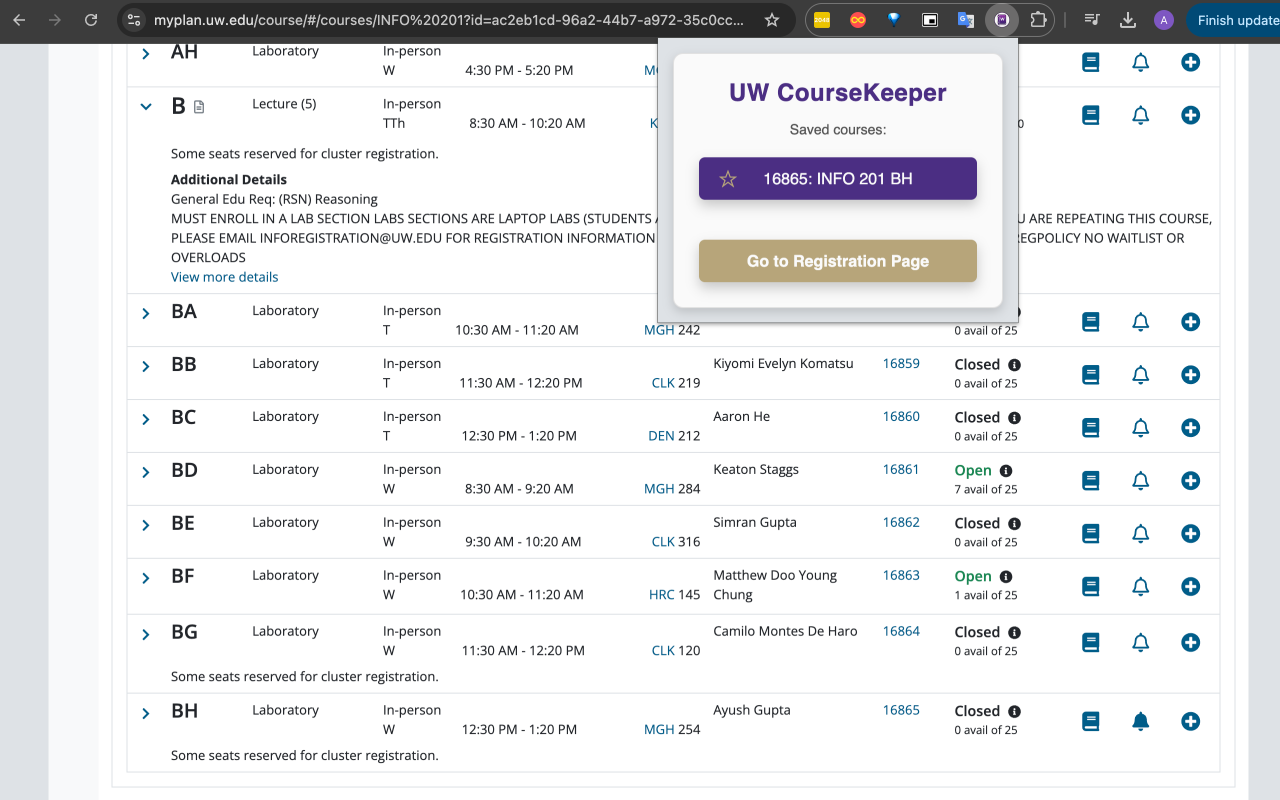 myplan.uw.edu/course/#/courses/INFO%20201?id=ac2eb1cd-96a2-44b7-a972-35c0cc...
2048
A
Finish update
UW CourseKeeper
Saved courses:
16865: INFO 201 BH
Go to Registration Page
AH Laboratory In-person
W 4:30 PM - 5:20 PM
B Lecture (5) In-person
TTh 8:30 AM - 10:20 AM K
Some seats reserved for cluster registration.
Additional Details
General Edu Req: (RSN) Reasoning
MUST ENROLL IN A LAB SECTION LABS SECTIONS ARE LAPTOP LABS (STUDENTS U ARE REPEATING THIS COURSE,
PLEASE EMAIL INFOREGISTRATION@UW.EDU FOR REGISTRATION INFORMATION REGPOLICY NO WAITLIST OR
OVERLOADS
View more details
BA Laboratory In-person
T 10:30 AM - 11:20 AM MGH 242 0 avail of 25
BB Laboratory In-person Kiyomi Evelyn Komatsu 16859 Closed
T 11:30 AM - 12:20 PM CLK 219 0 avail of 25
BC Laboratory In-person Aaron He 16860 Closed
T 12:30 PM - 1:20 PM DEN 212 0 avail of 25
BD Laboratory In-person Keaton Staggs 16861 Open
W 8:30 AM - 9:20 AM MGH 284 7 avail of 25
BE Laboratory In-person Simran Gupta 16862 Closed
W 9:30 AM - 10:20 AM CLK 316 0 avail of 25
BF Laboratory In-person Matthew Doo Young 16863 Open
W 10:30 AM - 11:20 AM HRC 145 Chung 1 avail of 25
BG Laboratory In-person Camilo Montes De Haro 16864 Closed
W 11:30 AM - 12:20 PM CLK 120 0 avail of 25
Some seats reserved for cluster registration.
BH Laboratory In-person Ayush Gupta 16865 Closed
W 12:30 PM - 1:20 PM MGH 254 0 avail of 25
Some seats reserved for cluster registration.